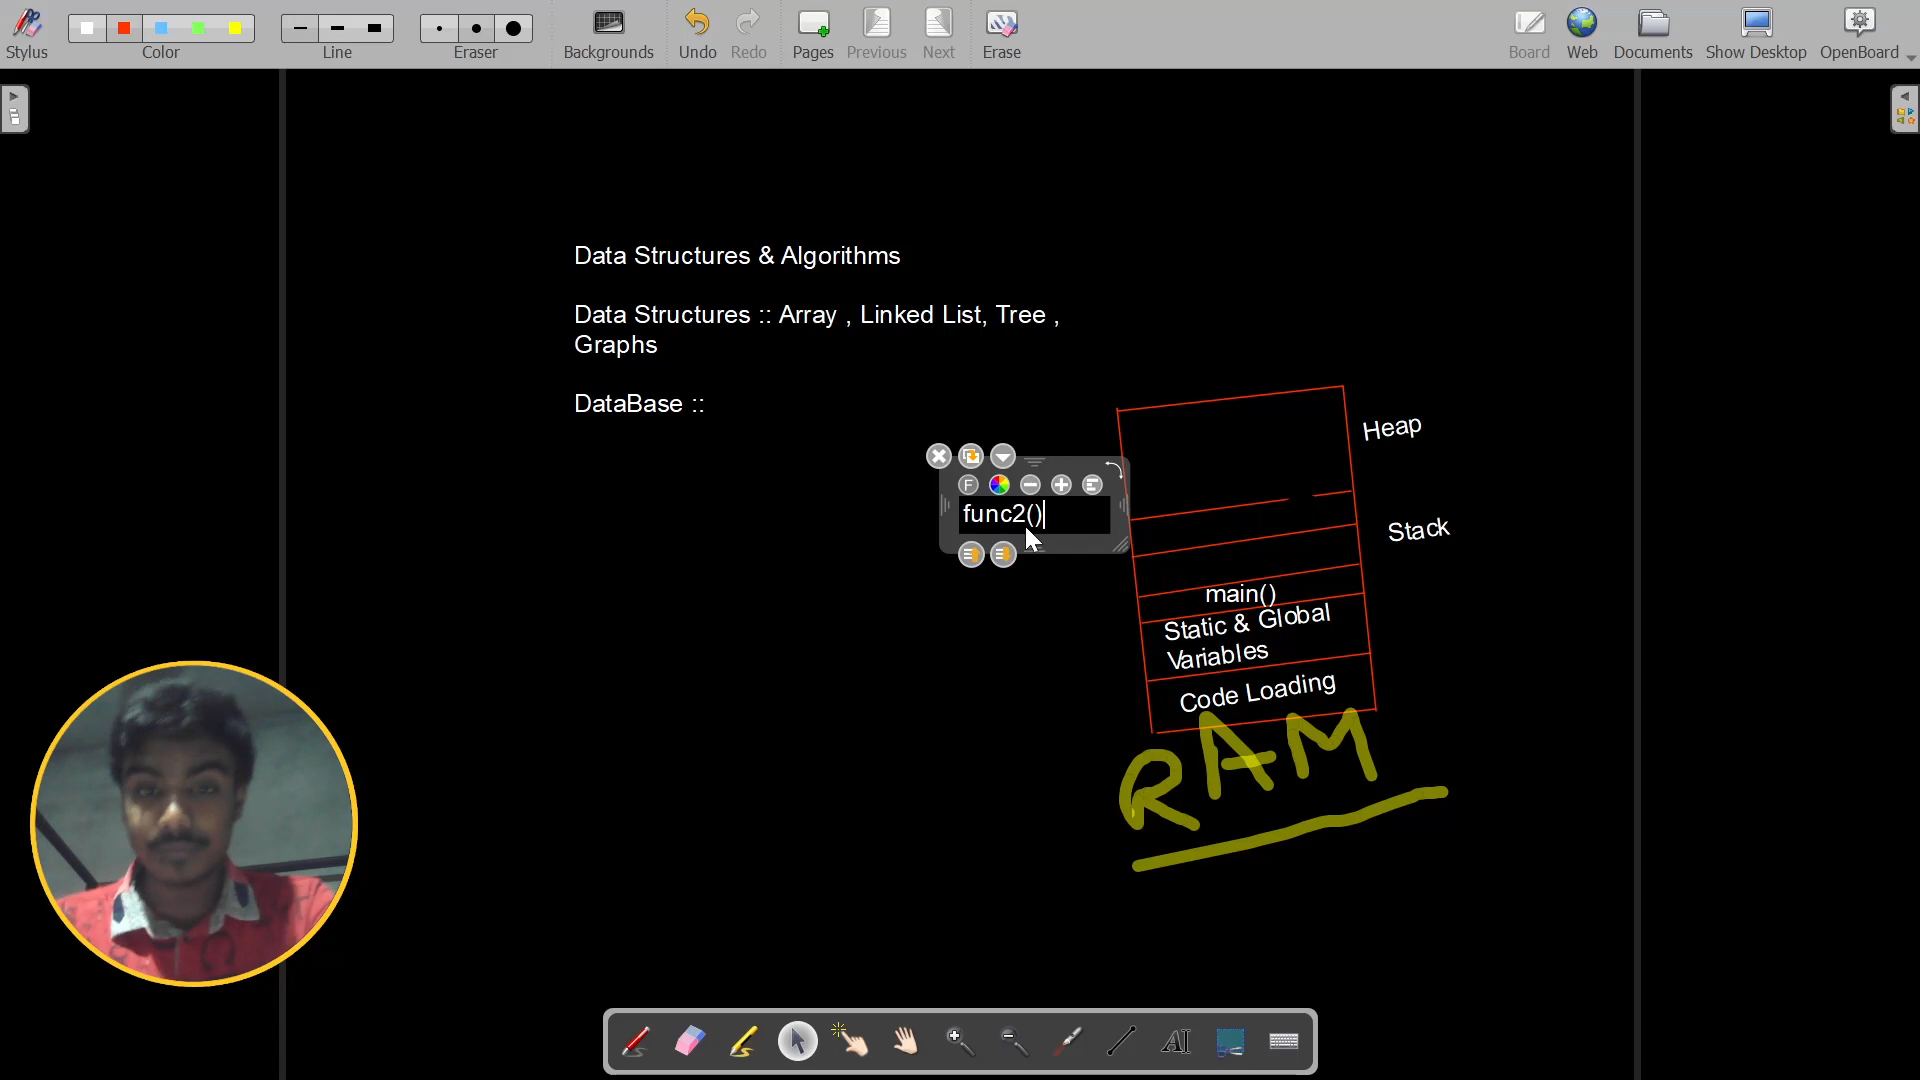 Stylus
Color
Line
Eraser
Backgrounds
Undo
Redo
Pages
Previous
Next
Erase
Board
Web
Documents
Show Desktop
OpenBoard
Data Structures & Algorithms
Data Structures :: Array , Linked List, Tree ,
Graphs
DataBase ::
Heap
F
func2()
Stack
main()
Static & Global
Variables
Code Loading
RAM
AI